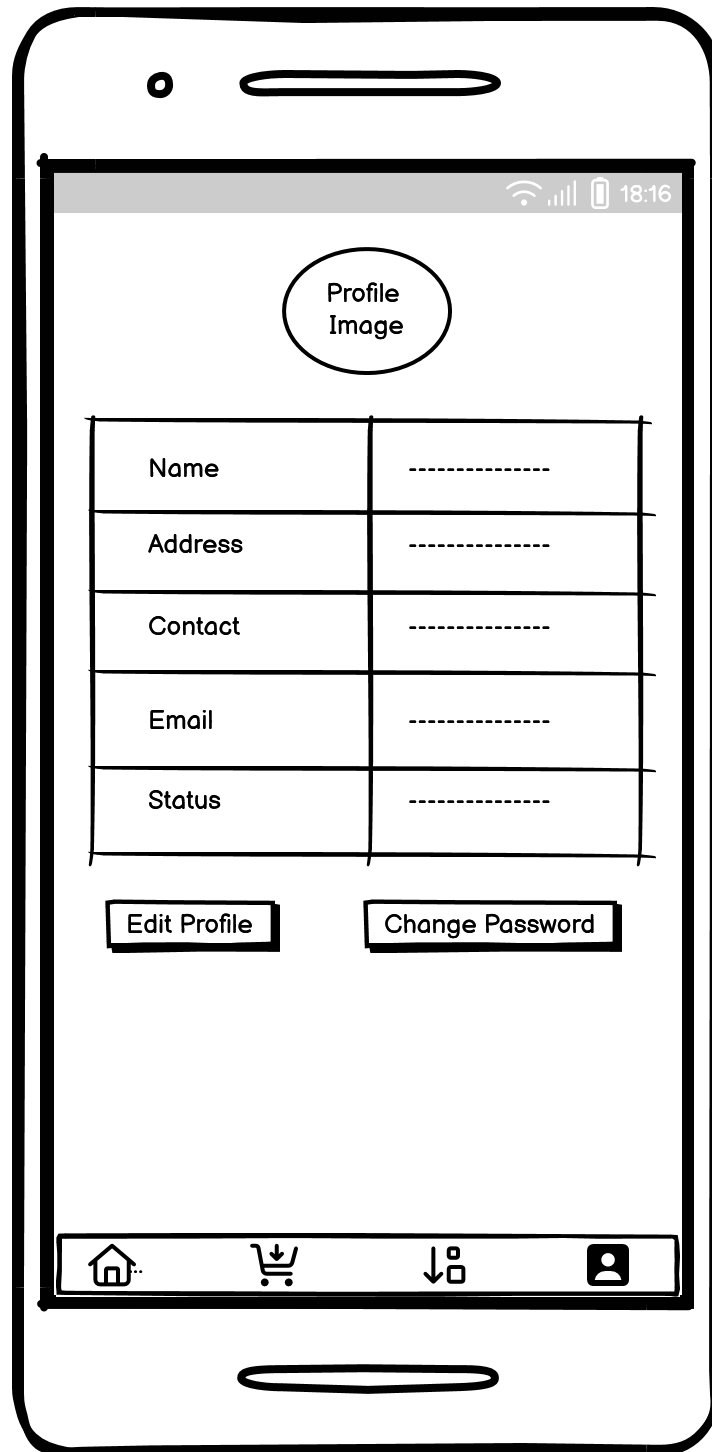 18:16
Profile
Image
Name ---------------
Address ---------------
Contact ---------------
Email ---------------
Status ---------------
Edit Profile Change Password